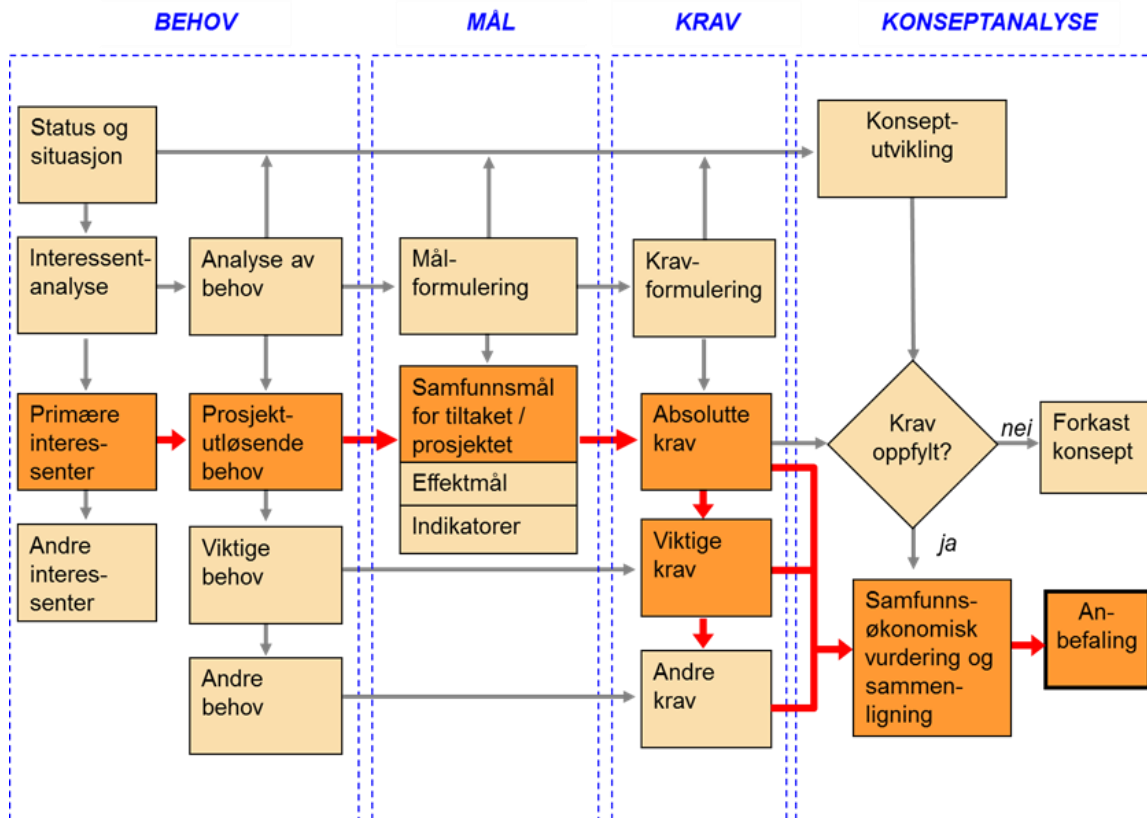 BEHOV
MÅL
KRAV
KONSEPTANALYSE
Status og
situasjon
Interessent-
analyse
Primære
interes-
senter
Andre
interes-
senter
Analyse av
behov
Prosjekt-
utløsende
behov
Viktige
behov
Andre
behov
Mål-
formulering
Samfunnsmål
for tiltaket /
prosjektet
Effektmål
Indikatorer
Krav-
formulering
Absolutte
krav
Viktige
krav
Andre
krav
Konsept-
utvikling
Krav
oppfylt?
nei
Forkast
konsept
ja
Samfunns-
økonomisk
vurdering og
sammen-
ligning
An-
befaling